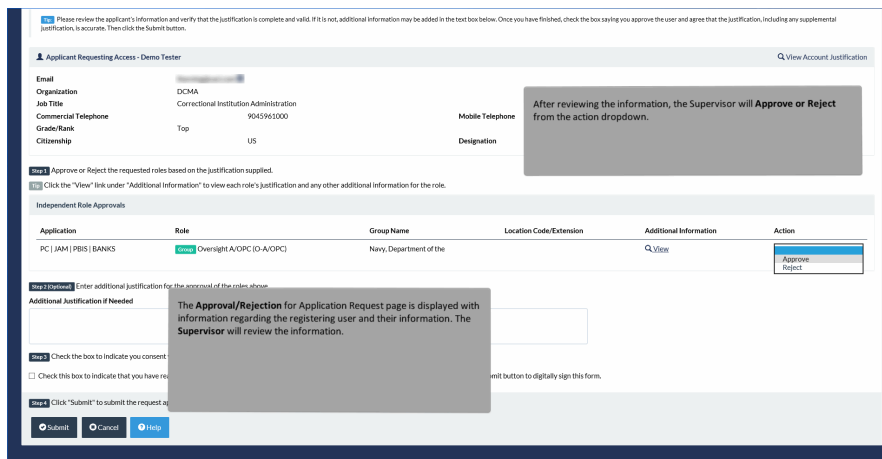 Tip Please review the applicant's information and verify that the justification is complete and valid. If it is not, additional information may be added in the text box below. Once you have finished, check the box saying you approve the user and agree that the justification, including any supplemental
justification, is accurate. Then click the Submit button.
Applicant Requesting Access - Demo Tester
View Account Justification
Email
Organization DCMA
Job Title Correctional Institution Administration
Commercial Telephone 9045961000 Mobile Telephone
Grade/Rank Top
Citizenship US Designation
After reviewing the information, the Supervisor will Approve or Reject
from the action dropdown.
Step 1 Approve or Reject the requested roles based on the justification supplied.
Tip Click the "View" link under "Additional Information" to view each role's justification and any other additional information for the role.
Independent Role Approvals
Application Role Group Name Location Code/Extension Additional Information Action
PC | JAM | PBIS | BANKS Group Oversight A/OPC (O-A/OPC) Navy, Department of the View
Approve
Reject
Step 2 (Optional) Enter additional justification for the approval of the roles above.
Additional Justification if Needed
The Approval/Rejection for Application Request page is displayed with
information regarding the registering user and their information. The
Supervisor will review the information.
Step 3 Check the box to indicate you consent
Check this box to indicate that you have rea mit button to digitally sign this form.
Step 4 Click "Submit" to submit the request ap
Submit Cancel Help